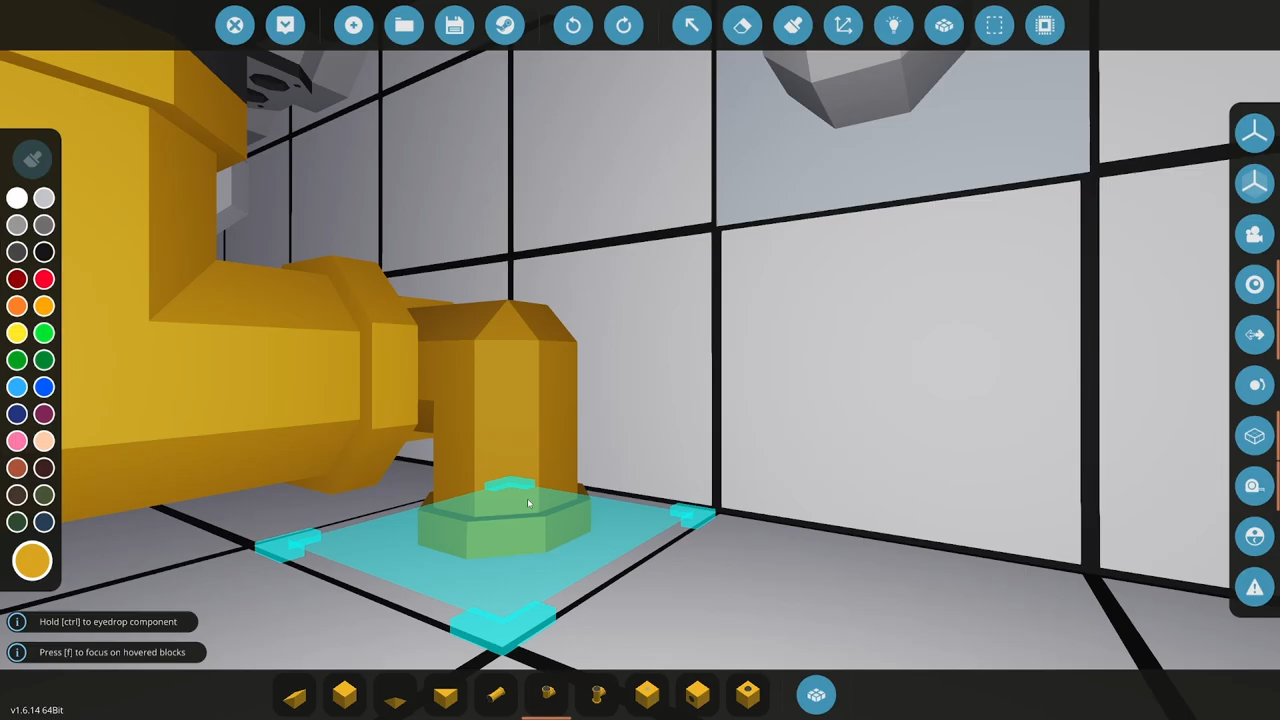 Hold [ctrl] to eyedrop component
Press [f] to focus on hovered blocks
v1.6.14 64Bit